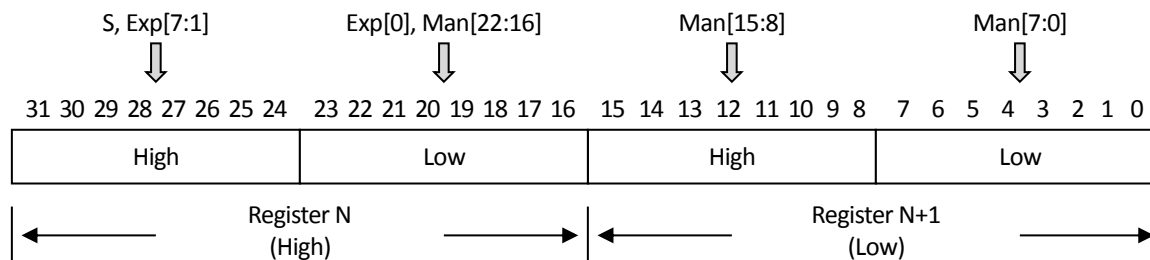 S, Exp[7:1] Exp[0], Man[22:16] Man[15:8] Man[7:0]
31 30 29 28 27 26 25 24 23 22 21 20 19 18 17 16 15 14 13 12 11 10 9 8 7 6 5 4 3 2 1 0
High Low High Low
Register N Register N+1
(High) (Low)